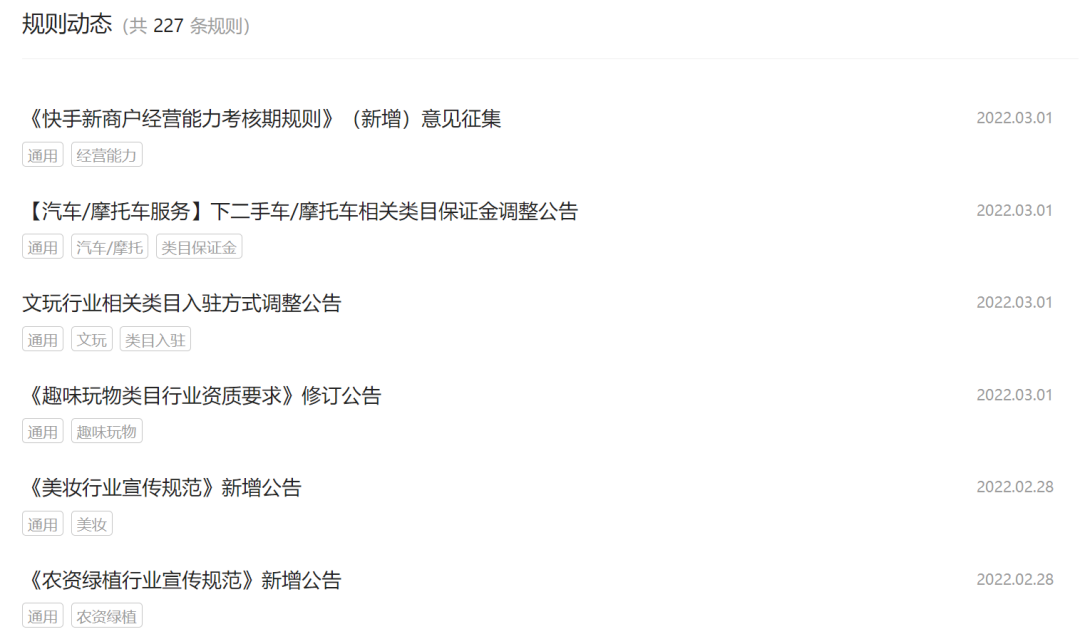 规则动态 (共 227 条规则)
《快手新商户经营能力考核期规则》（新增）意见征集 2022.03.01
通用 经营能力
【汽车/摩托车服务】下二手车/摩托车相关类目保证金调整公告 2022.03.01
通用 汽车/摩托 类目保证金
文玩行业相关类目入驻方式调整公告 2022.03.01
通用 文玩 类目入驻
《趣味玩物类目行业资质要求》修订公告 2022.03.01
通用 趣味玩物
《美妆行业宣传规范》新增公告 2022.02.28
通用 美妆
《农资绿植行业宣传规范》新增公告 2022.02.28
通用 农资绿植